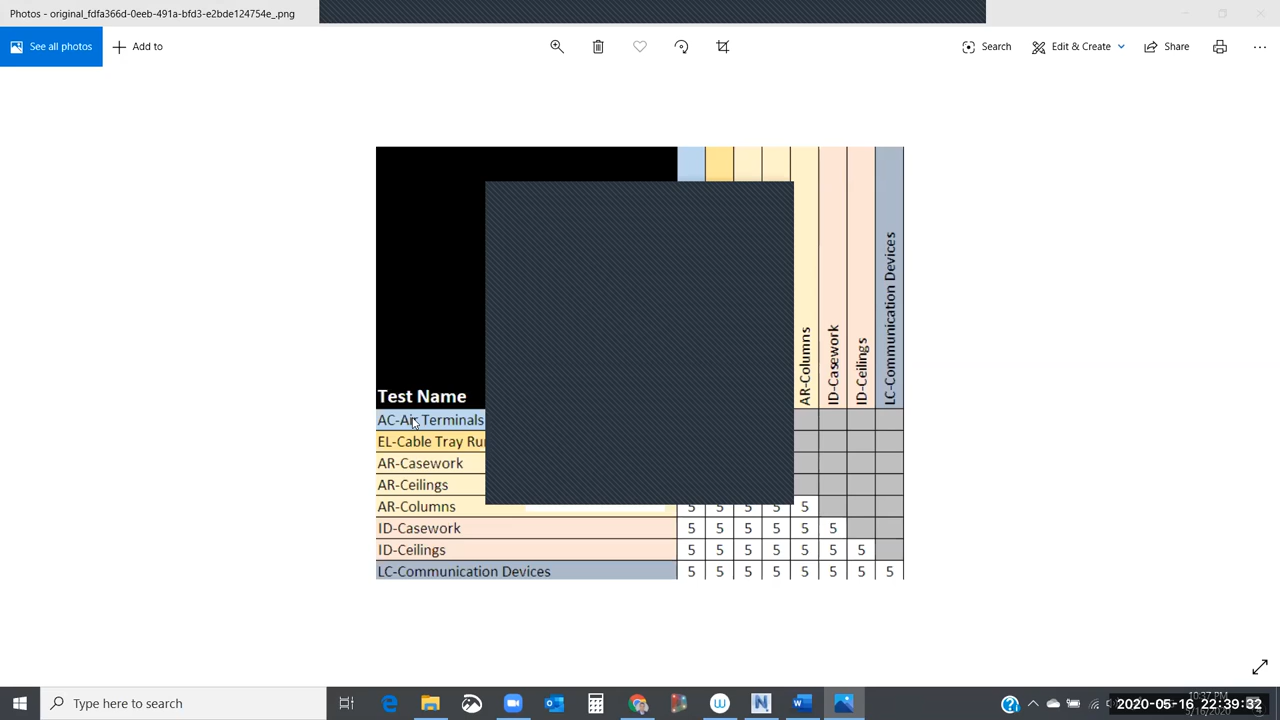 Photos - original_fdfa366d-0eeb-491a-bfd3-e2bde124754e_.png
See all photos
Add to
Search
Edit & Create
Share
AR-Columns
ID-Casework
ID-Ceilings
LC-Communication Devices
Test Name
AC-Air Terminals
EL-Cable Tray
AR-Casework
AR-Ceilings
AR-Columns 5 5 5 5 5
ID-Casework 5 5 5 5 5 5
ID-Ceilings 5 5 5 5 5 5 5
LC-Communication Devices 5 5 5 5 5 5 5 5
Type here to search
10:37 PM
2020-05-16 22:39:32